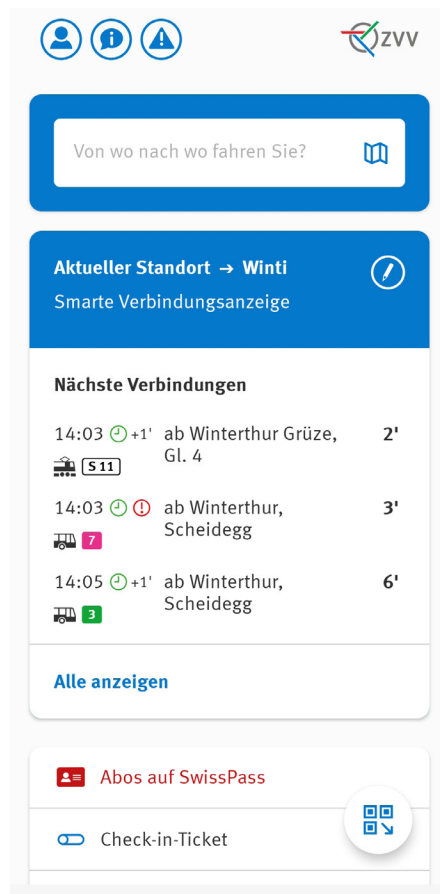 ZVV
Von wo nach wo fahren Sie?
Aktueller Standort → Winti
Smarte Verbindungsanzeige
Nächste Verbindungen
14:03 +1' ab Winterthur Grüze, 2'
S 11 Gl. 4
14:03 ab Winterthur, 3'
7 Scheidegg
14:05 +1' ab Winterthur, 6'
3 Scheidegg
Alle anzeigen
Abos auf SwissPass
Check-in-Ticket